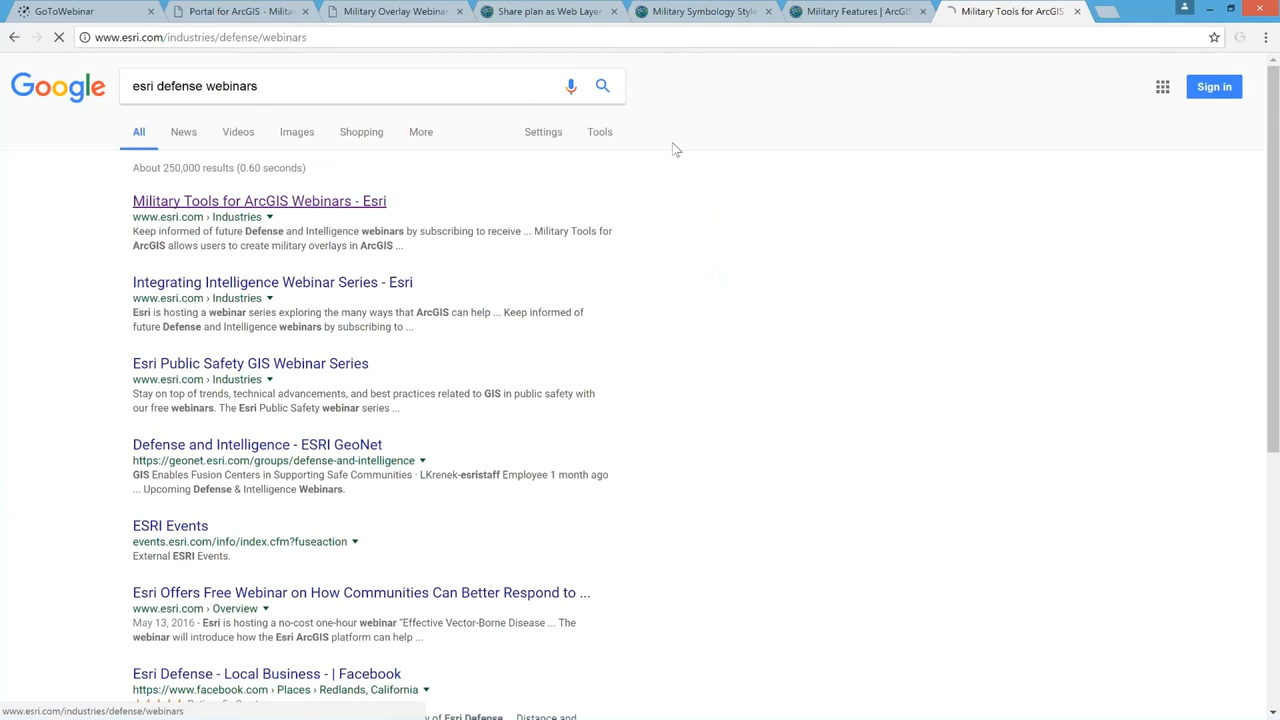 GoToWebinar
Portal for ArcGIS - Militar
Military Overlay Webinar
Share plan as Web Layer
Military Symbology Style
Military Features | ArcGIS
Military Tools for ArcGIS
www.esri.com/industries/defense/webinars
Google
esri defense webinars
Sign in
All
News
Videos
Images
Shopping
More
Settings
Tools
About 250,000 results (0.60 seconds)
Military Tools for ArcGIS Webinars - Esri
www.esri.com › Industries
Keep informed of future Defense and Intelligence webinars by subscribing to receive ... Military Tools for
ArcGIS allows users to create military overlays in ArcGIS ...
Integrating Intelligence Webinar Series - Esri
www.esri.com › Industries
Esri is hosting a webinar series exploring the many ways that ArcGIS can help ... Keep informed of
future Defense and Intelligence webinars by subscribing to ...
Esri Public Safety GIS Webinar Series
www.esri.com › Industries
Stay on top of trends, technical advancements, and best practices related to GIS in public safety with
our free webinars. The Esri Public Safety webinar series ...
Defense and Intelligence - ESRI GeoNet
https://geonet.esri.com/groups/defense-and-intelligence
GIS Enables Fusion Centers in Supporting Safe Communities · LKrenek-esristaff Employee 1 month ago
... Upcoming Defense & Intelligence Webinars.
ESRI Events
events.esri.com/info/index.cfm?fuseaction
External ESRI Events.
Esri Offers Free Webinar on How Communities Can Better Respond to ...
www.esri.com › Overview
May 13, 2016 - Esri is hosting a no-cost one-hour webinar “Effective Vector-Borne Disease ... The
webinar will introduce how the Esri ArcGIS platform can help ...
Esri Defense - Local Business - | Facebook
https://www.facebook.com › Places › Redlands, California
www.esri.com/industries/defense/webinars
y of Esri Defense ... Distance and